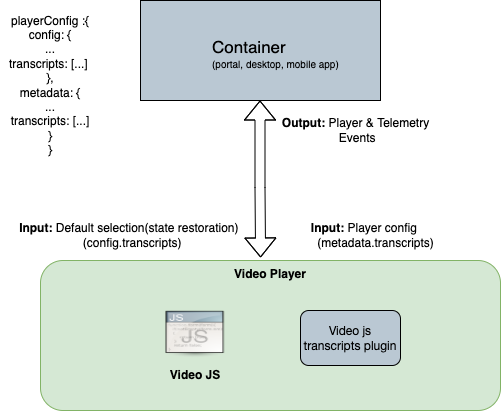 playerConfig :{
config: {
...
transcripts: [...]
},
metadata: {
...
transcripts: [...]
}
}
Container
(portal, desktop, mobile app)
Output: Player & Telemetry
Events
Input: Default selection(state restoration)
(config.transcripts)
Input: Player config
(metadata.transcripts)
Video Player
JS
JS
Video JS
Video js
transcripts plugin